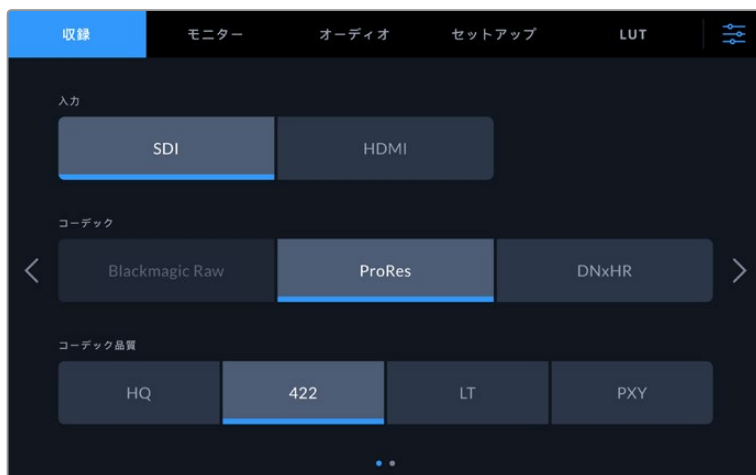 収録 モニター オーディオ セットアップ LUT
入力
SDI HDMI
コーデック
Blackmagic Raw ProRes DNxHR
コーデック品質
HQ 422 LT PXY